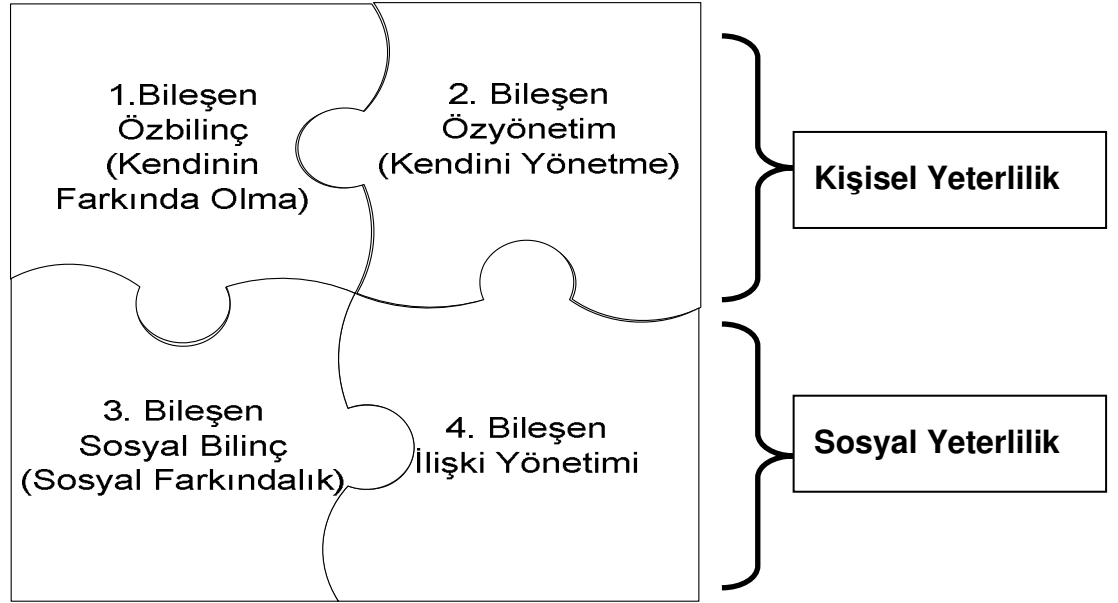 1.Bileşen
Özbilinç
(Kendinin
Farkında Olma)
2. Bileşen
Özyönetim
(Kendini Yönetme)
Kişisel Yeterlilik
3. Bileşen
Sosyal Bilinç
(Sosyal Farkındalık)
4. Bileşen
İlişki Yönetimi
Sosyal Yeterlilik